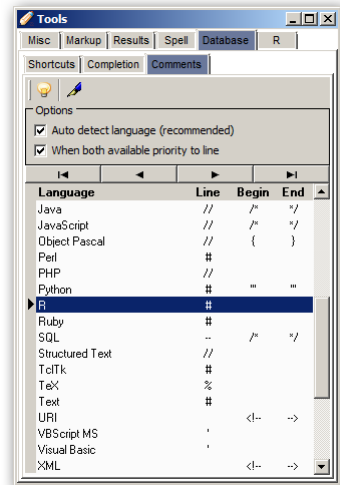 Tools
Misc Markup Results Spell Database R
Shortcuts Completion Comments
Options
Auto detect language (recommended)
When both available priority to line
Language Line Begin End
Java // /* */
JavaScript // /* */
Object Pascal // { }
Perl #
PHP //
Python # ''' '''
R #
Ruby #
SQL -- /* */
Structured Text //
TclTk #
TeX %
Text #
URI <!-- -->
VBScript MS '
Visual Basic '
XML <!-- -->